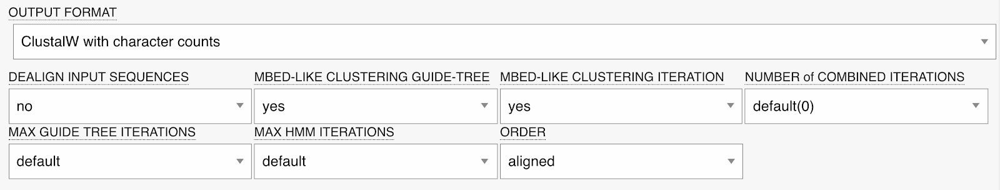 OUTPUT FORMAT
ClustalW with character counts
DEALIGN INPUT SEQUENCES MBED-LIKE CLUSTERING GUIDE-TREE MBED-LIKE CLUSTERING ITERATION NUMBER of COMBINED ITERATIONS
no yes yes default(0)
MAX GUIDE TREE ITERATIONS MAX HMM ITERATIONS ORDER
default default aligned